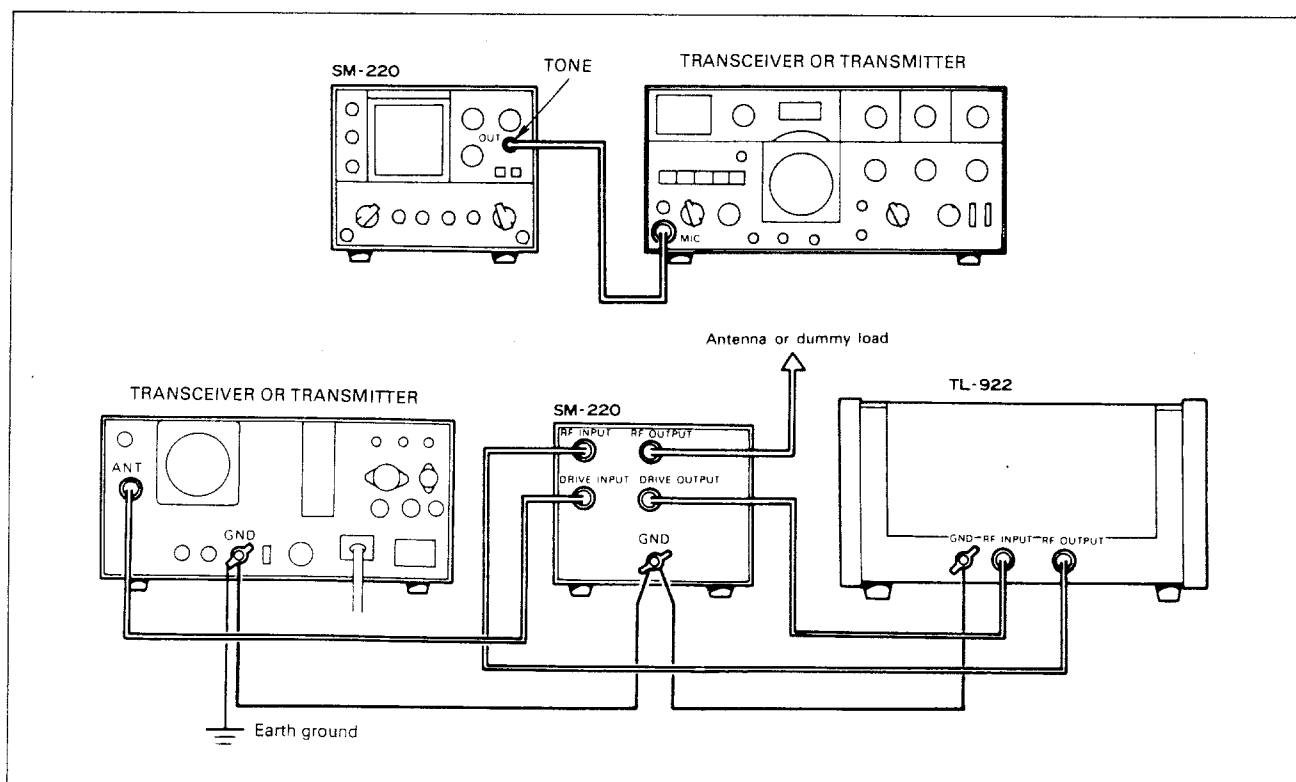 SM-220
TONE
TRANSCEIVER OR TRANSMITTER
OUT
MIC
Antenna or dummy load
TRANSCEIVER OR TRANSMITTER
SM-220
TL-922
ANT
GND
RF INPUT RF OUTPUT
DRIVE INPUT DRIVE OUTPUT
GND
GND RF INPUT RF OUTPUT
Earth ground